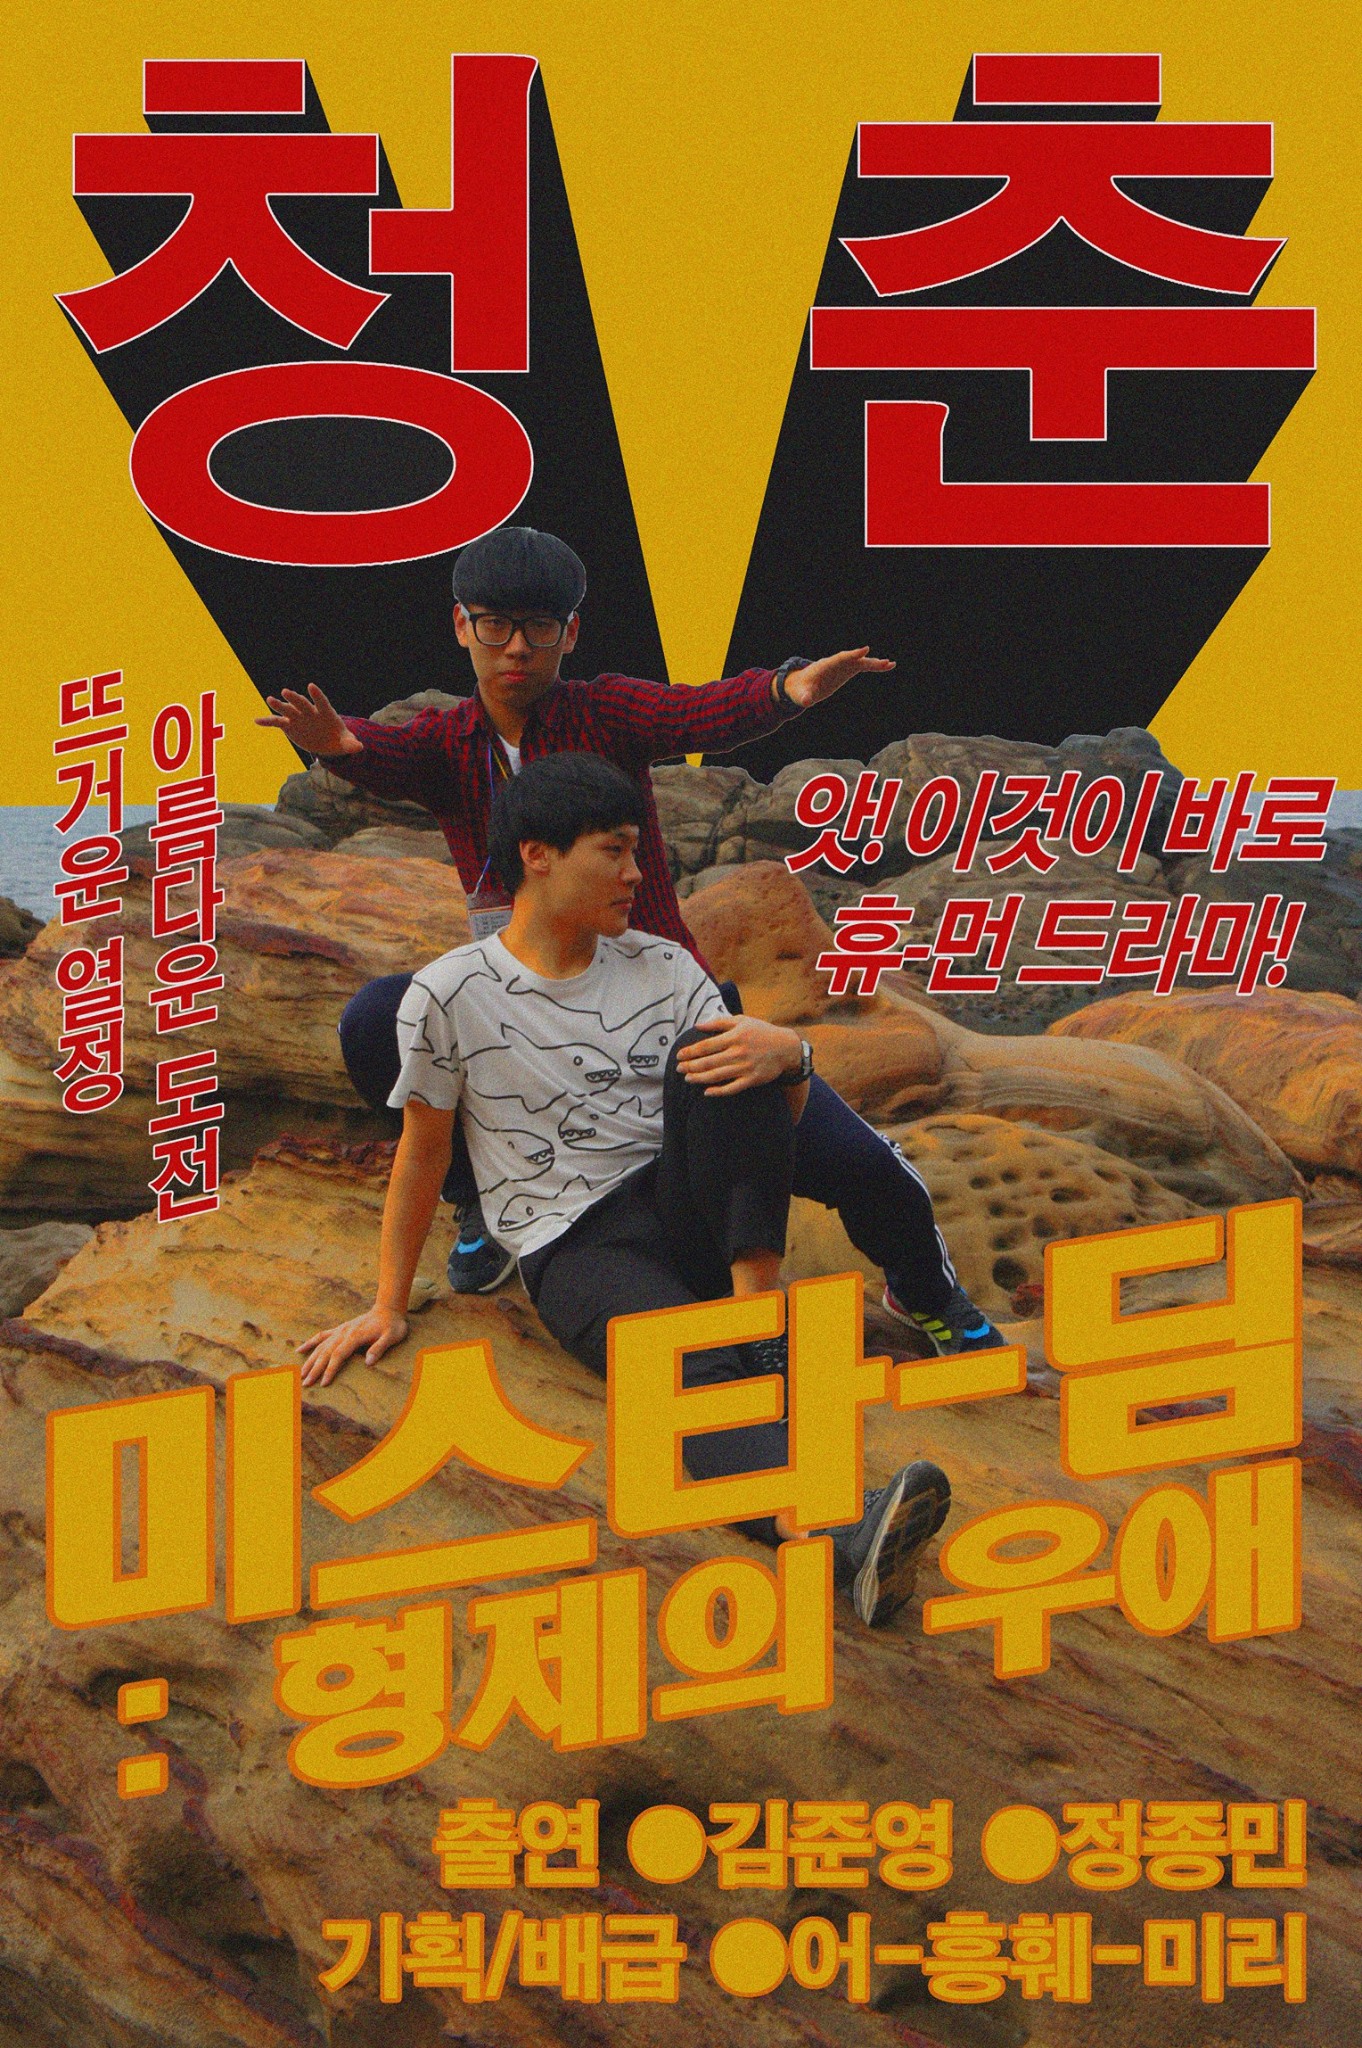 청춘
아름다운 도전
뜨거운 열정
앗! 이것이 바로
휴-먼 드라마!
미스타-딤
: 형제의 우애
출연 ●김준영 ●정종민
기획/배급 ●어-흥훼-미리